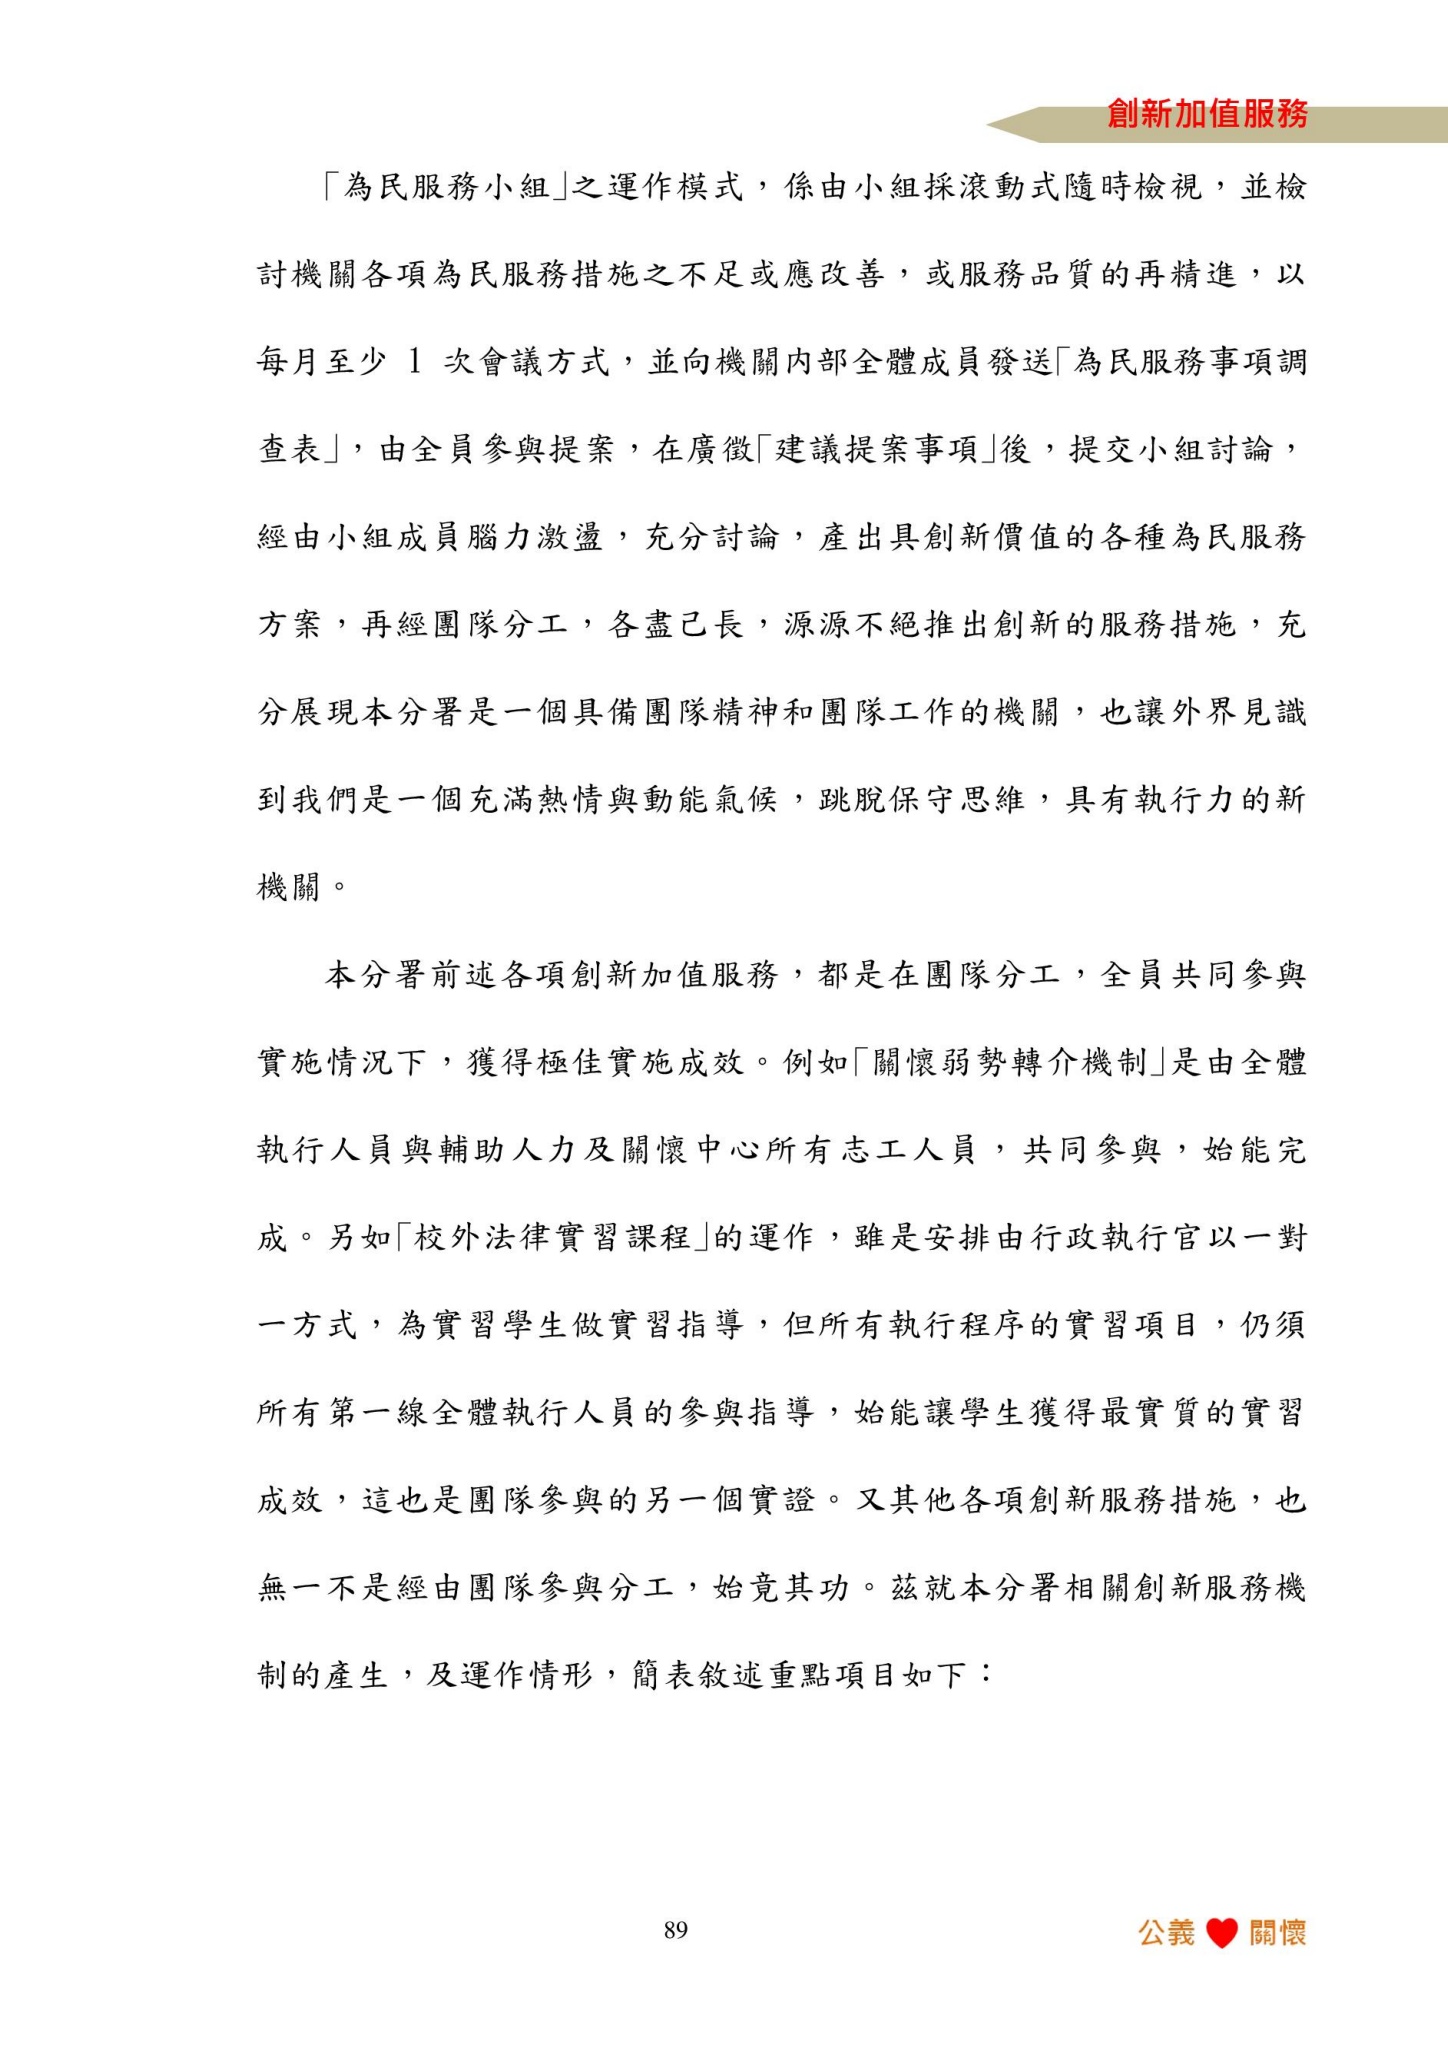 創新加值服務
「為民服務小組」之運作模式，係由小組採滾動式隨時檢視，並檢
討機關各項為民服務措施之不足或應改善，或服務品質的再精進，以
每月至少 1 次會議方式，並向機關內部全體成員發送「為民服務事項調
查表」，由全員參與提案，在廣徵「建議提案事項」後，提交小組討論，
經由小組成員腦力激盪，充分討論，產出具創新價值的各種為民服務
方案，再經團隊分工，各盡己長，源源不絕推出創新的服務措施，充
分展現本分署是一個具備團隊精神和團隊工作的機關，也讓外界見識
到我們是一個充滿熱情與動能氣候，跳脫保守思維，具有執行力的新
機關。
本分署前述各項創新加值服務，都是在團隊分工，全員共同參與
實施情況下，獲得極佳實施成效。例如「關懷弱勢轉介機制」是由全體
執行人員與輔助人力及關懷中心所有志工人員，共同參與，始能完
成。另如「校外法律實習課程」的運作，雖是安排由行政執行官以一對
一方式，為實習學生做實習指導，但所有執行程序的實習項目，仍須
所有第一線全體執行人員的參與指導，始能讓學生獲得最實質的實習
成效，這也是團隊參與的另一個實證。又其他各項創新服務措施，也
無一不是經由團隊參與分工，始竟其功。茲就本分署相關創新服務機
制的產生，及運作情形，簡表敘述重點項目如下：
89
公義 關懷